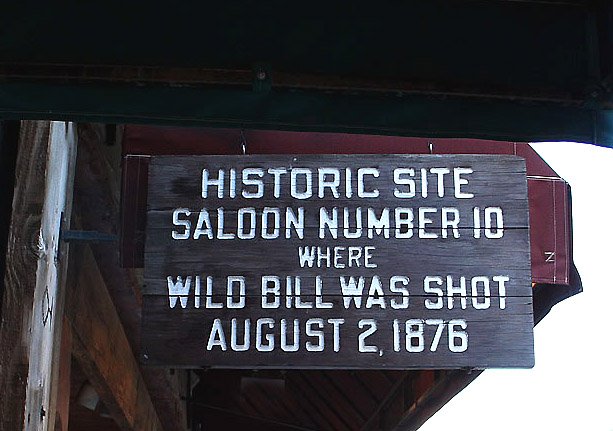 HISTORIC SITE
SALOON NUMBER 10
WHERE
WILD BILL WAS SHOT
AUGUST 2, 1876
N